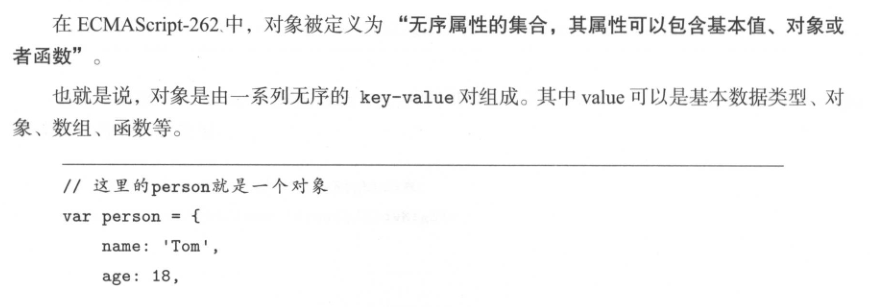 在 ECMAScript-262 中，对象被定义为 “无序属性的集合，其属性可以包含基本值、对象或
者函数”。
也就是说，对象是由一系列无序的 key-value 对组成。其中 value 可以是基本数据类型、对
象、数组、函数等。
// 这里的person就是一个对象
var person = {
    name: 'Tom',
    age: 18,